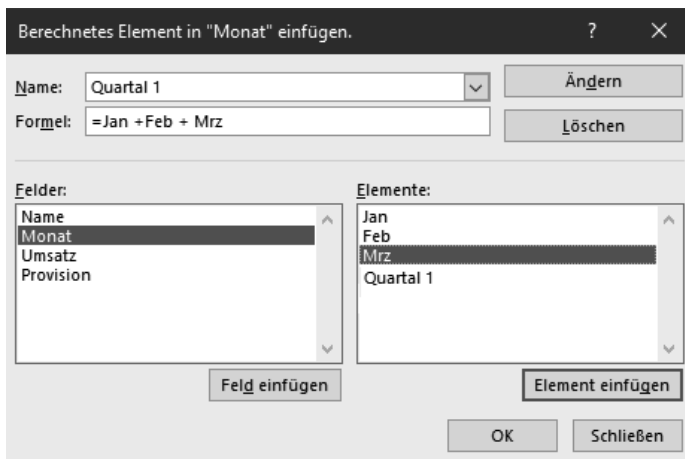 Berechnetes Element in "Monat" einfügen. ? ×
Name: Quartal 1 Ändern
Formel: =Jan +Feb + Mrz Löschen
Felder: Elemente:
Name Jan
Monat Feb
Umsatz Mrz
Provision Quartal 1
Feld einfügen Element einfügen
OK Schließen